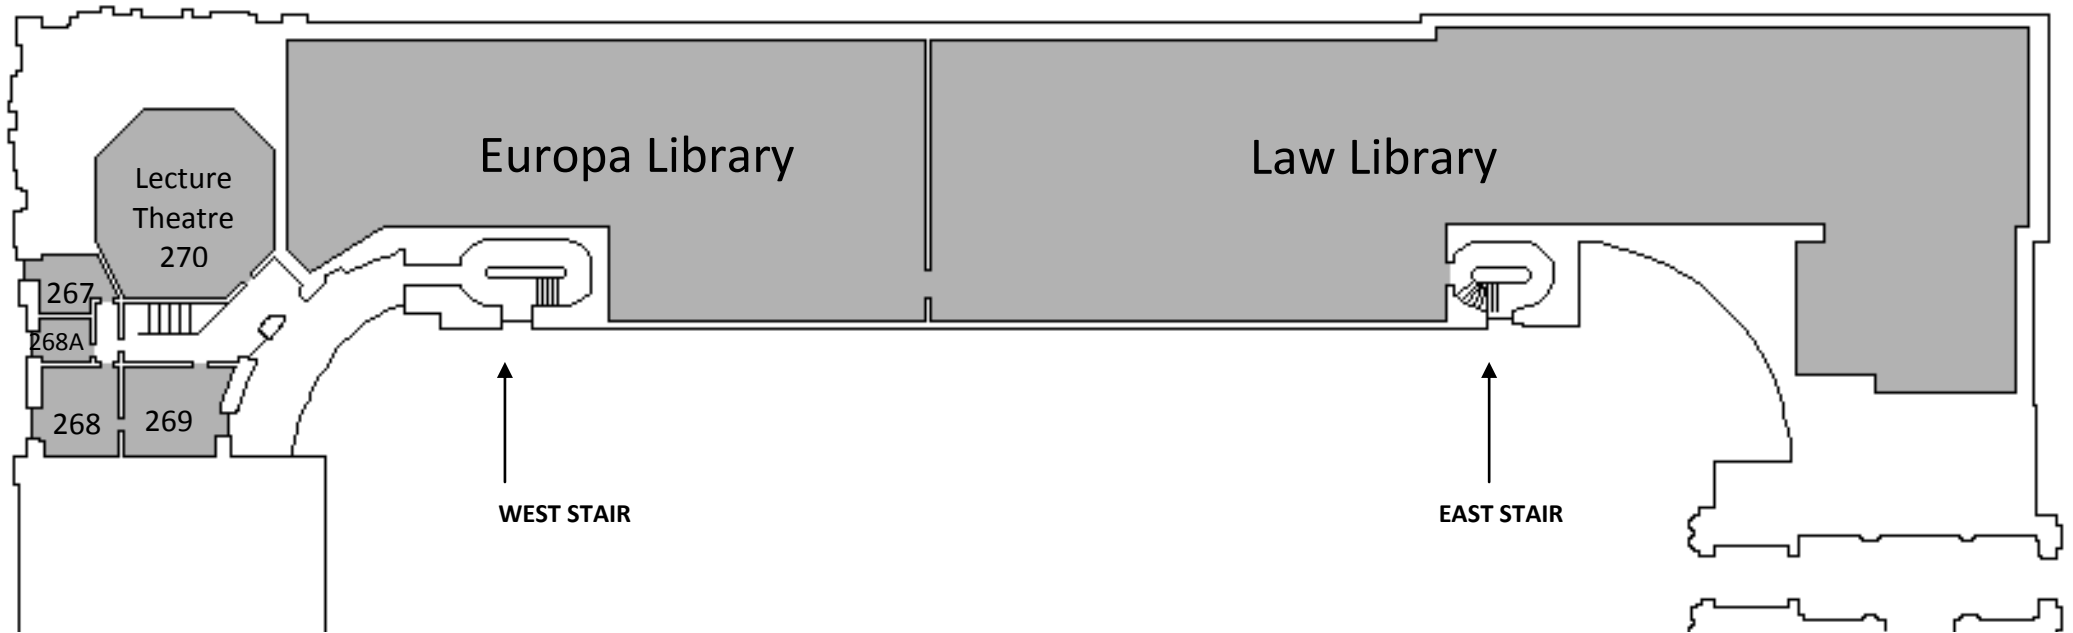 Europa Library
Law Library
Lecture
Theatre
270
267
268A
268
269
WEST STAIR
EAST STAIR